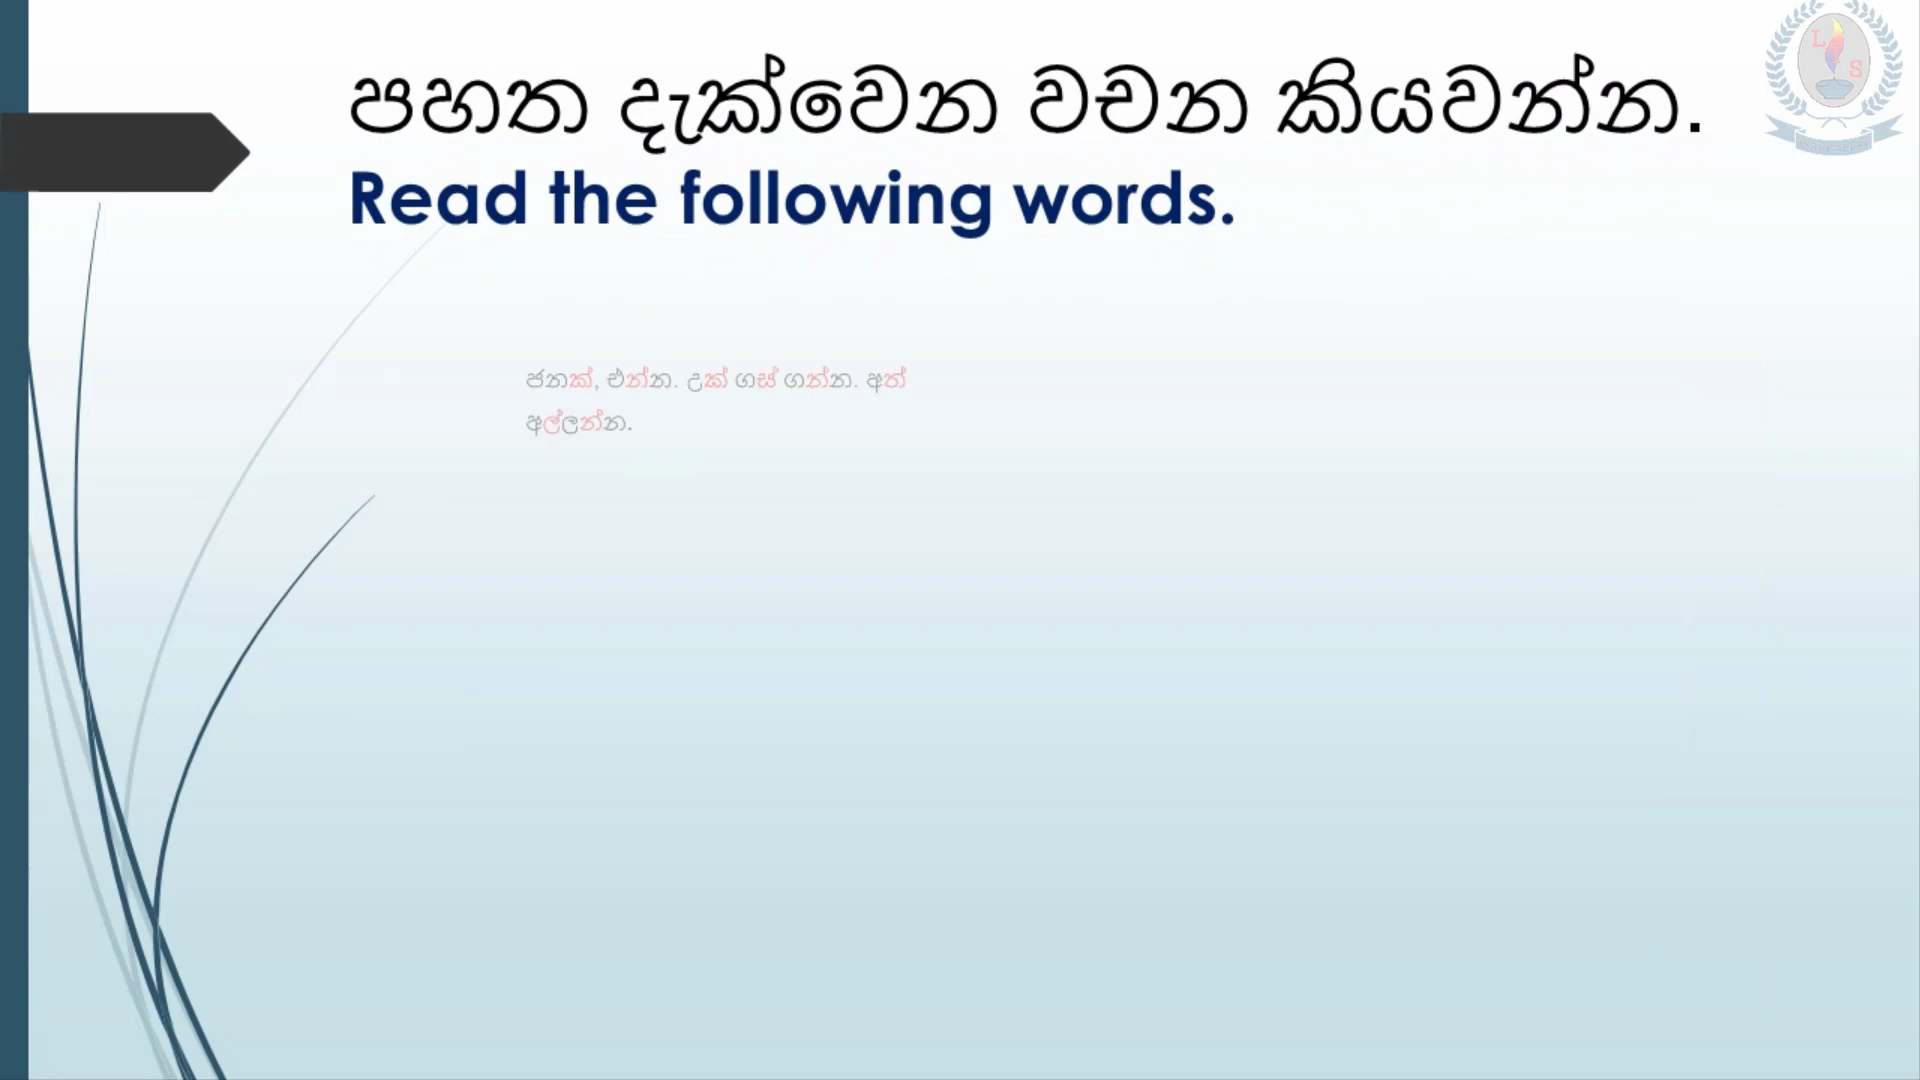 පහත දැක්වෙන වචන කියවන්න.
Read the following words.
ජනක්, එන්න. උක් ගස් ගන්න. අත්
අල්ලන්න.
L
S